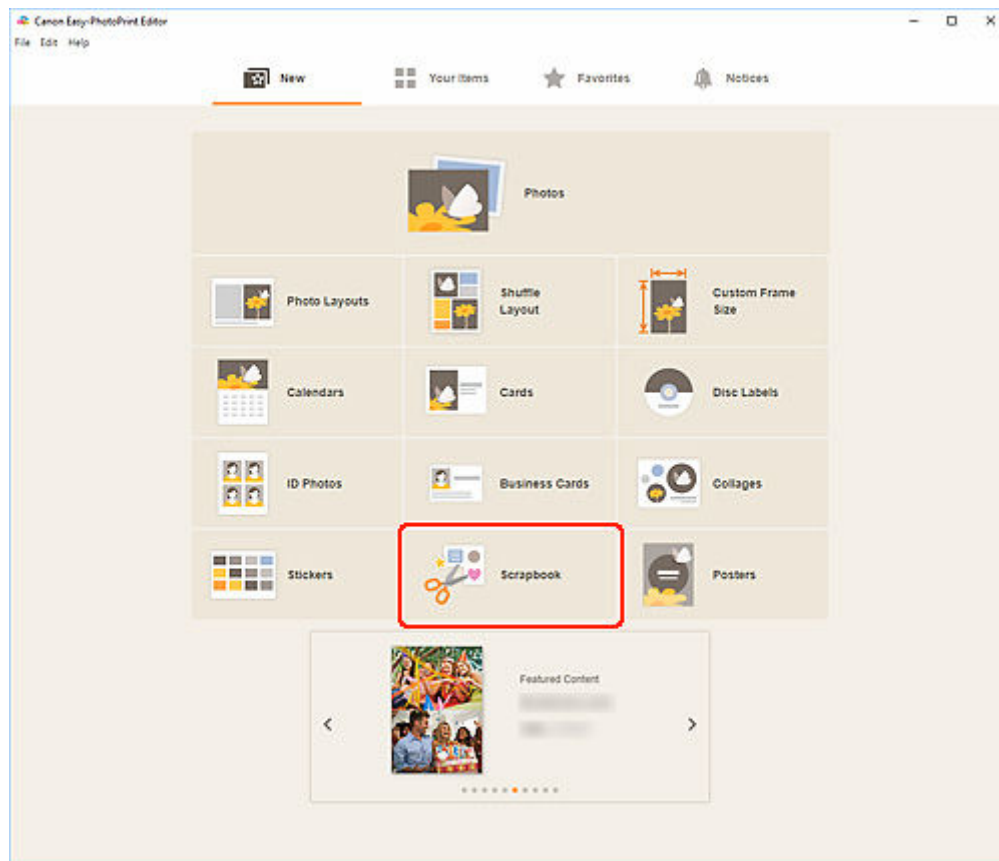 Canon Easy-PhotoPrint Editor
File Edit Help
New
Your Items
Favorites
Notices
Photos
Photo Layouts
Shuffle
Layout
Custom Frame
Size
Calendars
Cards
Disc Labels
ID Photos
Business Cards
Collages
Stickers
Scrapbook
Posters
Featured Content